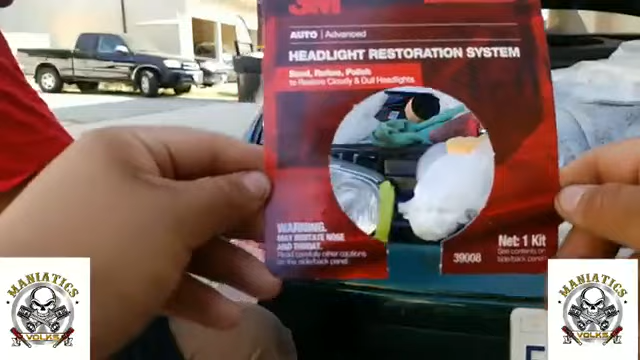 3M
AUTO | Advanced
HEADLIGHT RESTORATION SYSTEM
Sand, Refine, Polish
to Restore Cloudy & Dull Headlights
WARNING.
MAY IRRITATE NOSE
AND THROAT.
Read carefully other cautions
on the side/back panel
39008
Net: 1 Kit
See contents on
side/back panel
MANIATICS
VOLKS
MANIATICS
VOLKS